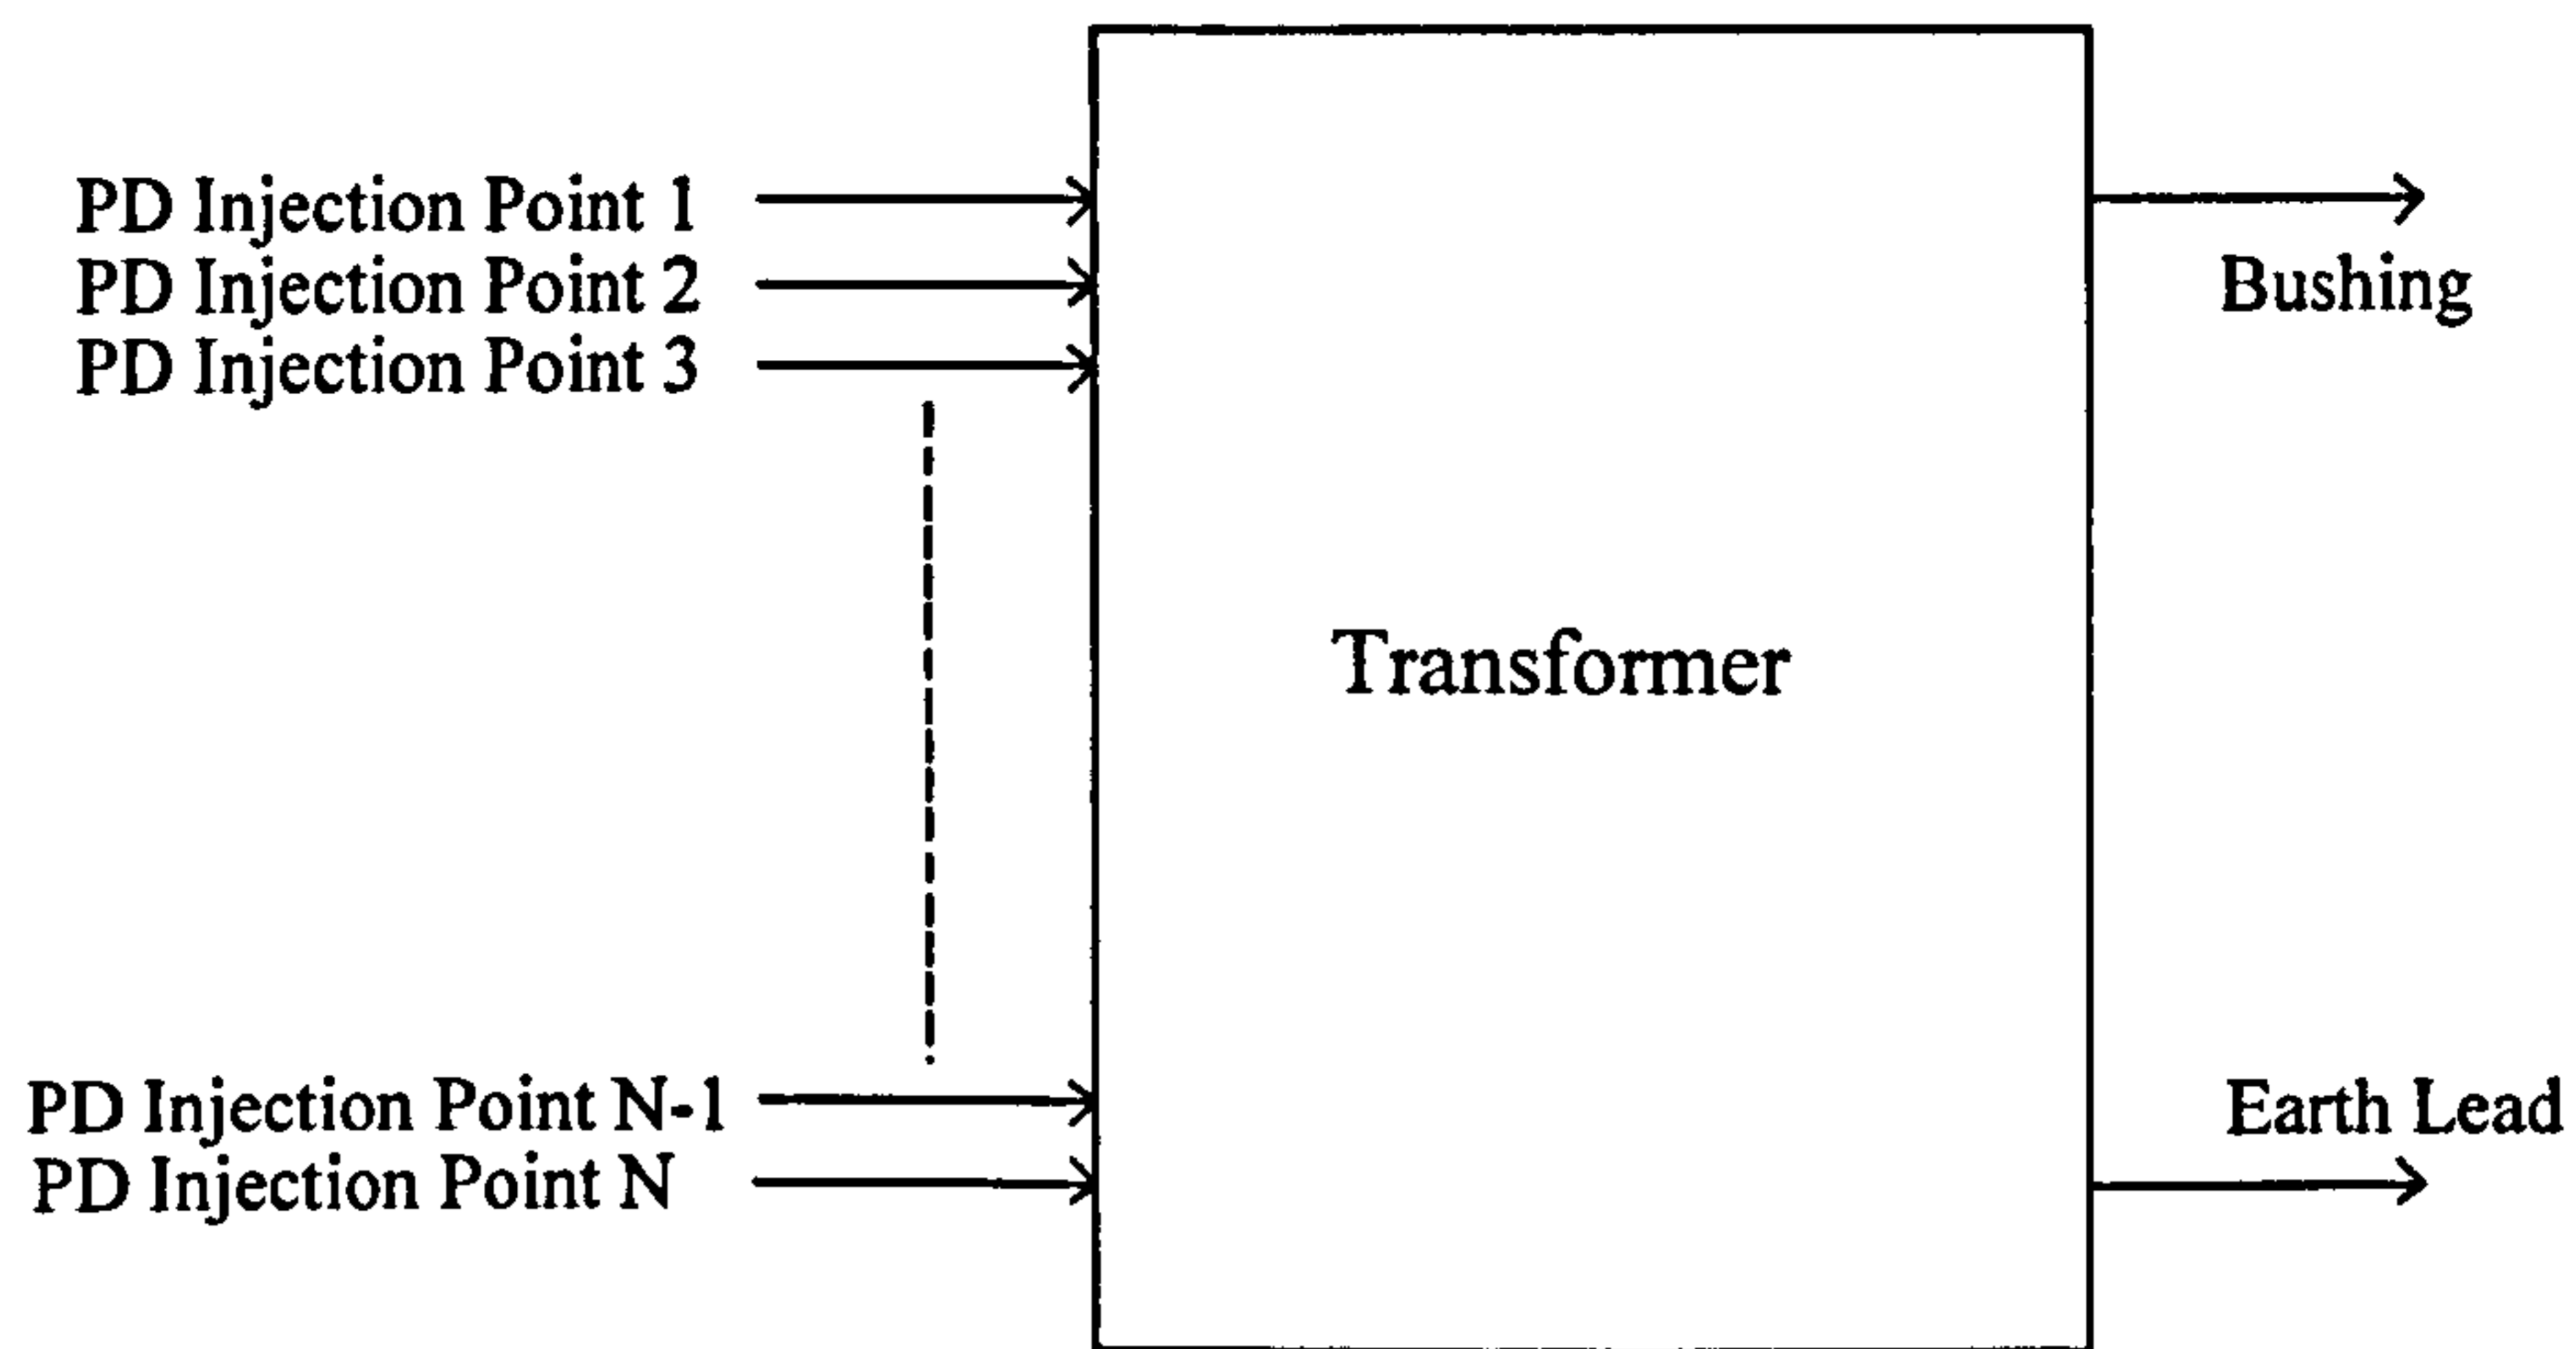 PD Injection Point 1
PD Injection Point 2
PD Injection Point 3
Bushing
Transformer
PD Injection Point N-1
PD Injection Point N
Earth Lead